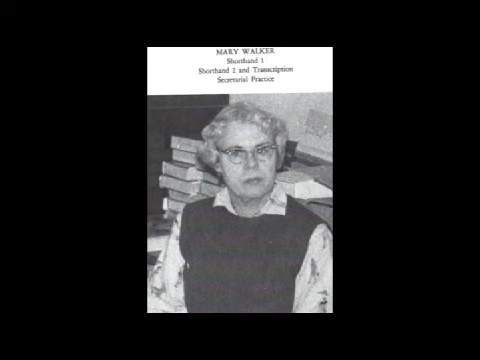 MARY WALKER
Shorthand 1
Shorthand 2 and Transcription
Secretarial Practice